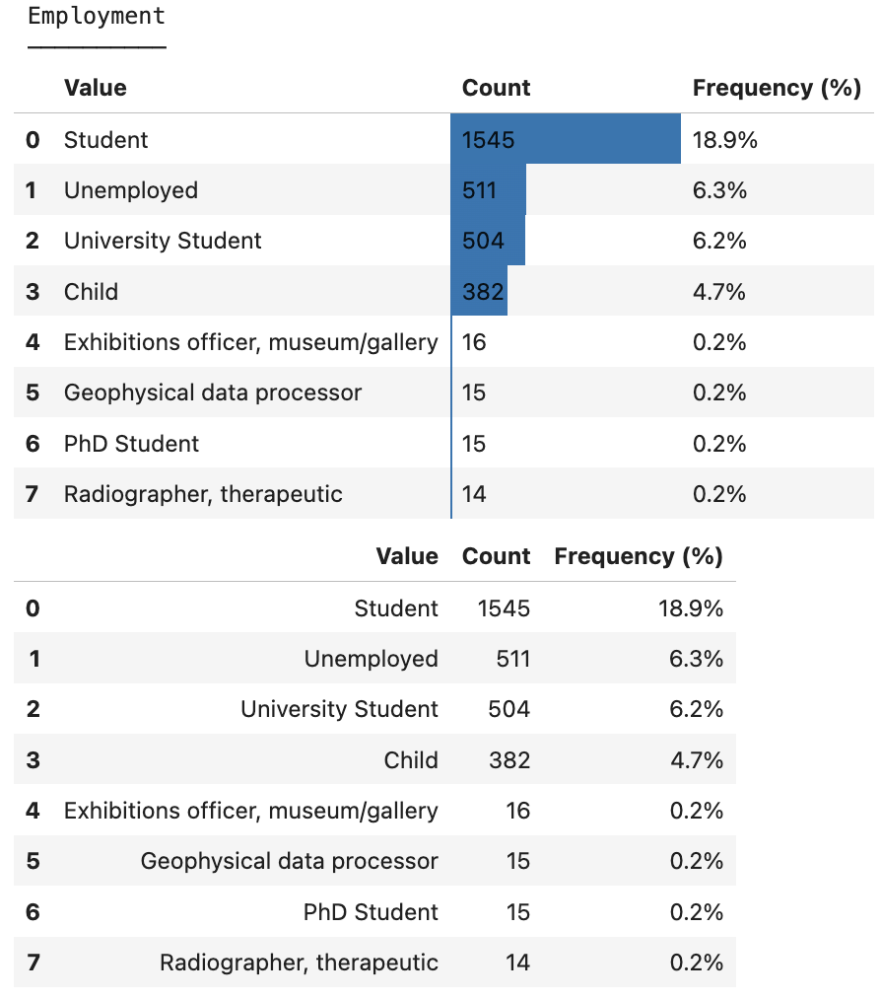 Employment
Value Count Frequency (%)
0 Student 1545 18.9%
1 Unemployed 511 6.3%
2 University Student 504 6.2%
3 Child 382 4.7%
4 Exhibitions officer, museum/gallery 16 0.2%
5 Geophysical data processor 15 0.2%
6 PhD Student 15 0.2%
7 Radiographer, therapeutic 14 0.2%
Value Count Frequency (%)
0 Student 1545 18.9%
1 Unemployed 511 6.3%
2 University Student 504 6.2%
3 Child 382 4.7%
4 Exhibitions officer, museum/gallery 16 0.2%
5 Geophysical data processor 15 0.2%
6 PhD Student 15 0.2%
7 Radiographer, therapeutic 14 0.2%